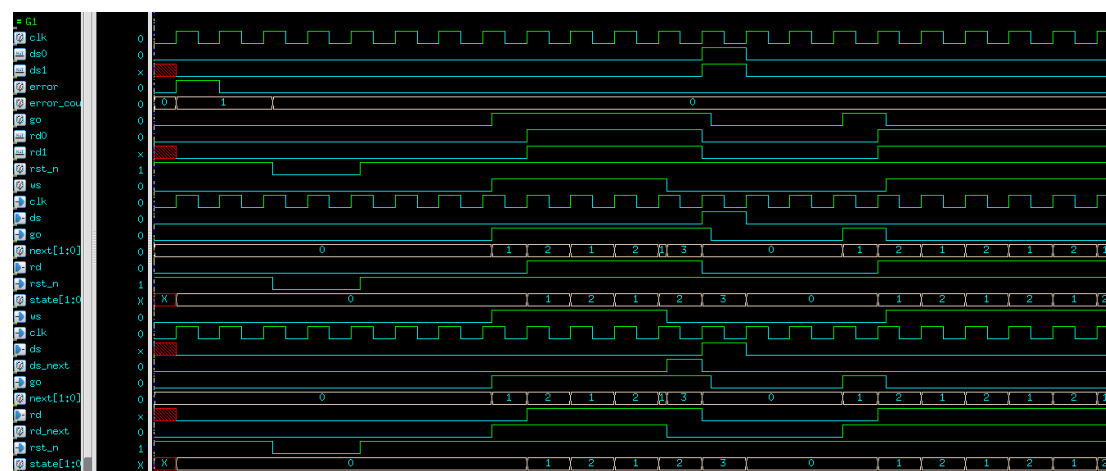 = G1
clk 0
ds0 0
ds1 x
error 0
error_cou 0 0 1 0
go 0
rd0 0
rd1 x
rst_n 1
ws 0
clk 0
ds 0
go 0
next[1:0] 0 0 1 2 1 2 1 3 0 1 2 1 2 1 2
rd 0
rst_n 1
state[1:0 X X 0 1 2 1 2 3 0 1 2 1 2 1 2
ws 0
clk 0
ds x
ds_next 0
go 0
next[1:0] 0 0 1 2 1 2 1 3 0 1 2 1 2 1 2 1
rd x
rd_next 0
rst_n 1
state[1:0 X X 0 1 2 1 2 3 0 1 2 1 2 1 2